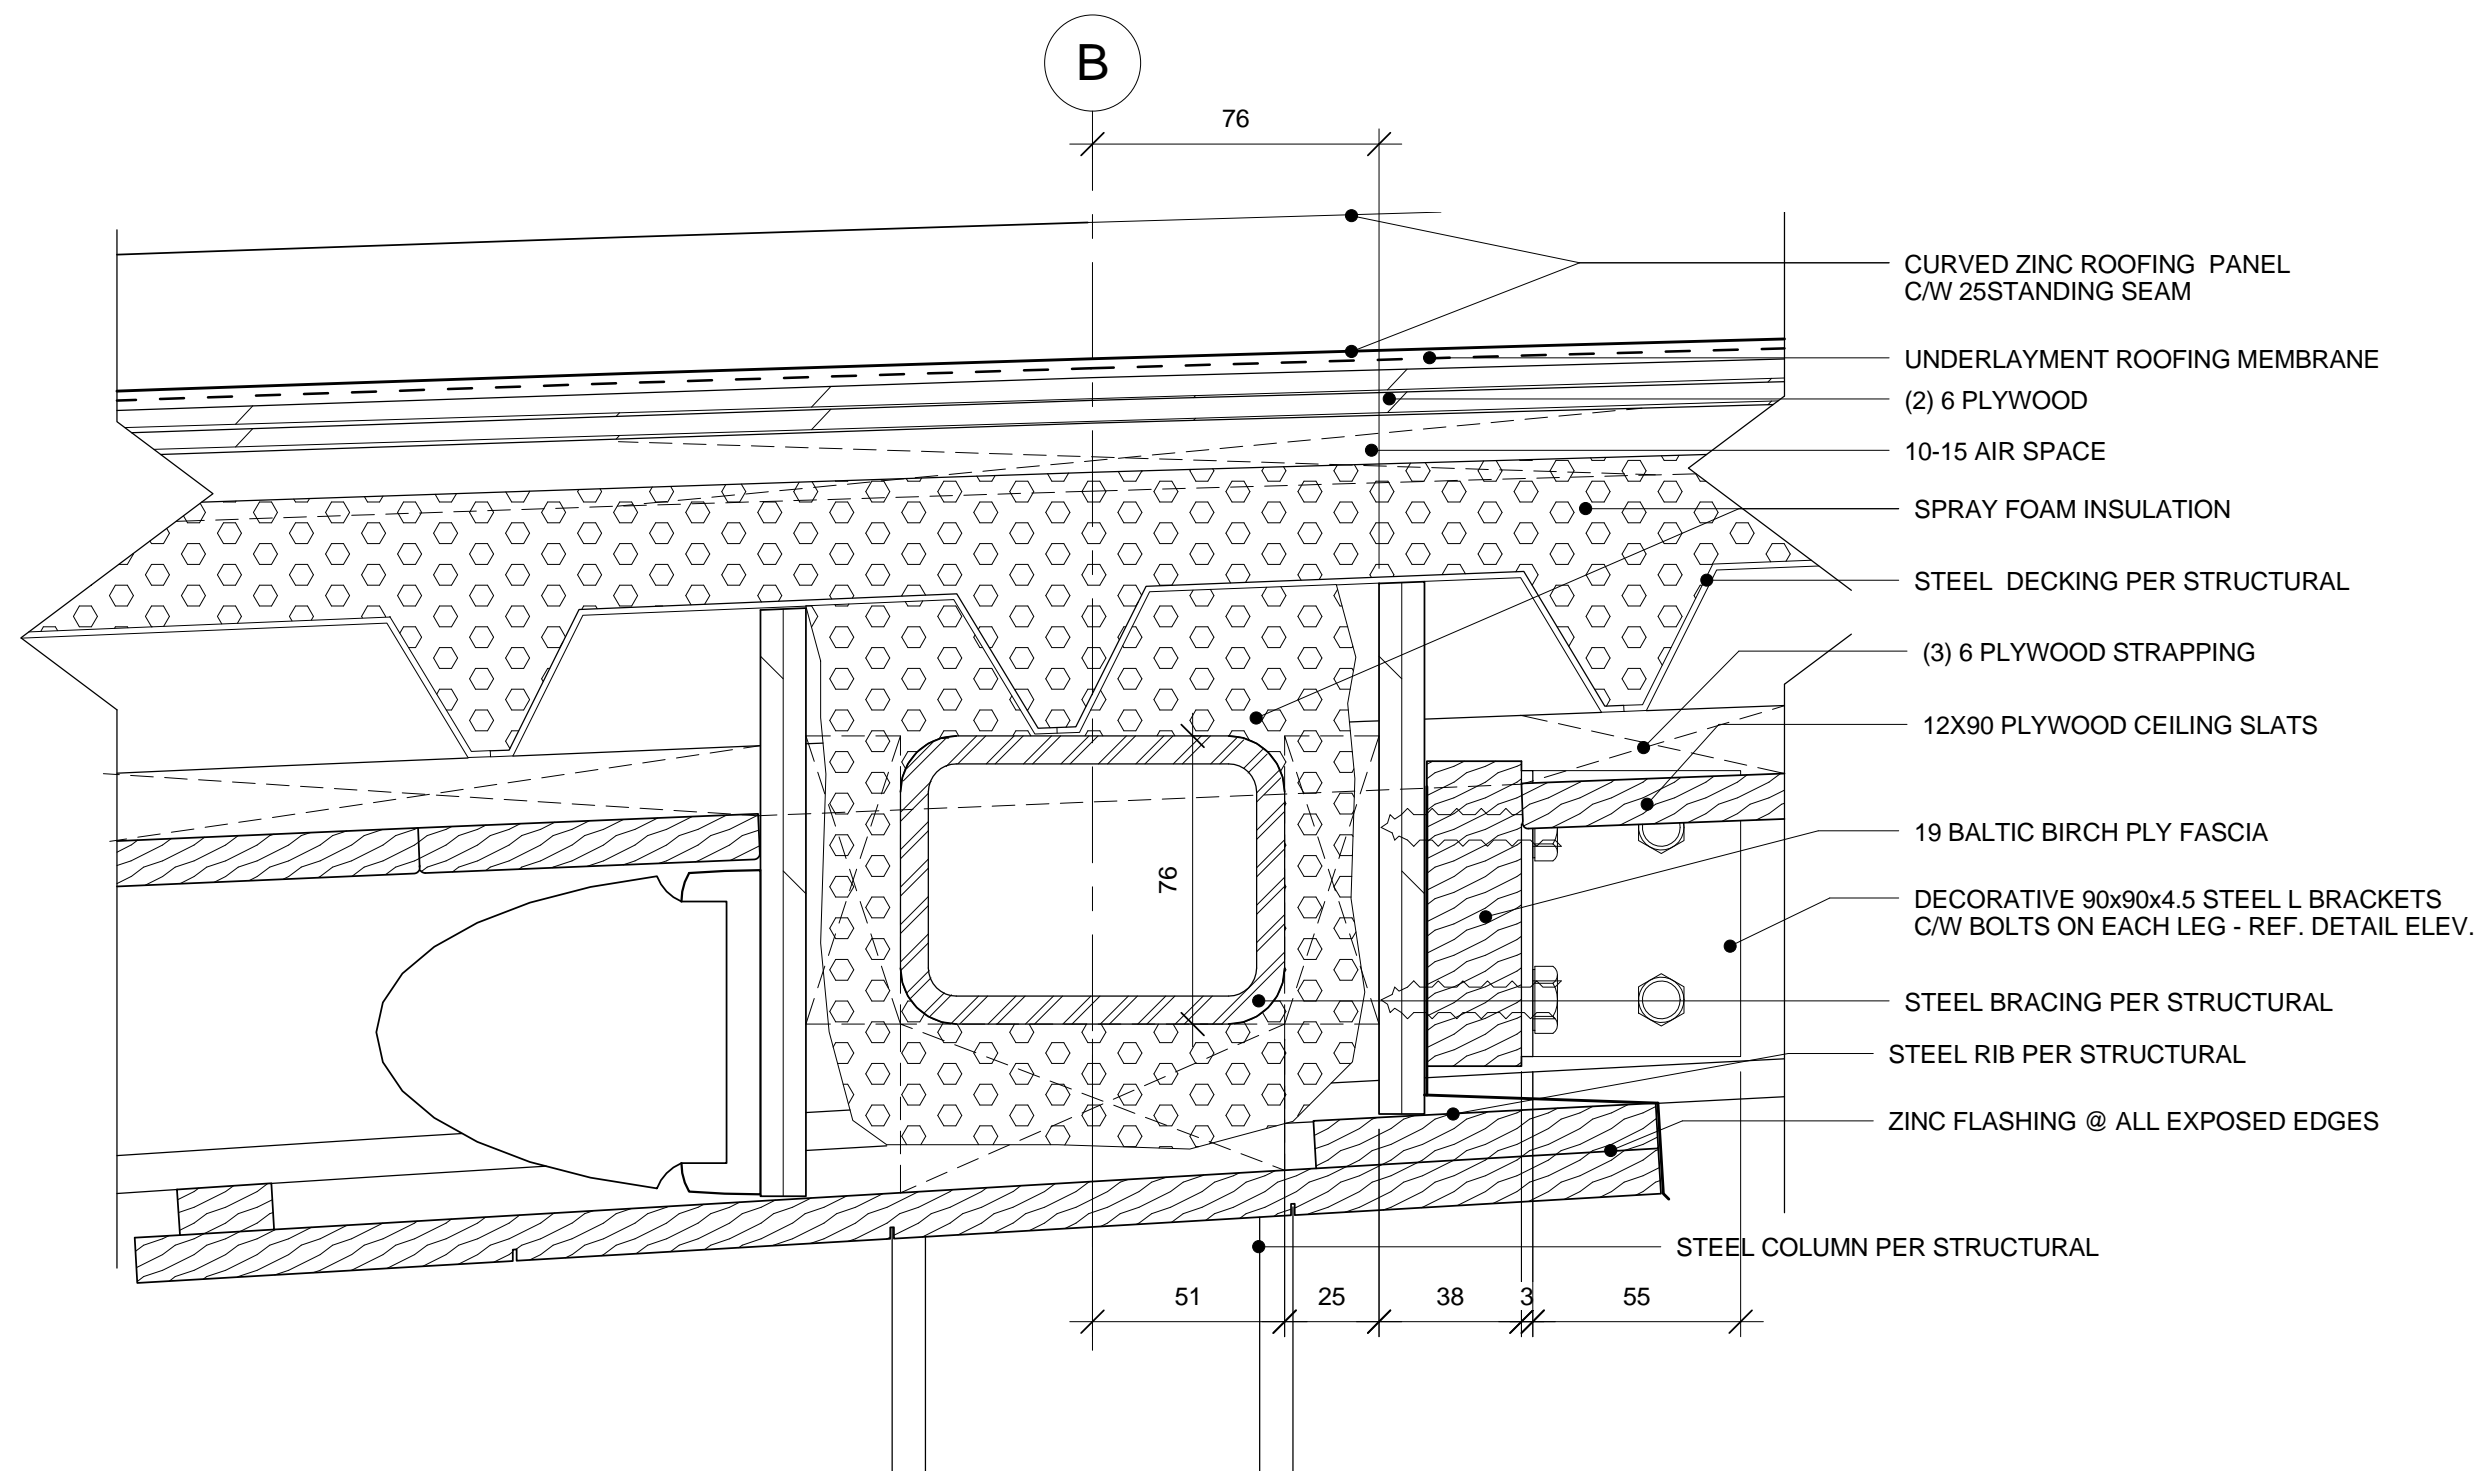 B
76
CURVED ZINC ROOFING  PANEL
C/W 25STANDING SEAM
UNDERLAYMENT ROOFING MEMBRANE
(2) 6 PLYWOOD
10-15 AIR SPACE
SPRAY FOAM INSULATION
STEEL  DECKING PER STRUCTURAL
(3) 6 PLYWOOD STRAPPING
12X90 PLYWOOD CEILING SLATS
19 BALTIC BIRCH PLY FASCIA
76
DECORATIVE 90x90x4.5 STEEL L BRACKETS
C/W BOLTS ON EACH LEG - REF. DETAIL ELEV.
STEEL BRACING PER STRUCTURAL
STEEL RIB PER STRUCTURAL
ZINC FLASHING @ ALL EXPOSED EDGES
STEEL COLUMN PER STRUCTURAL
51 25 38 3 55